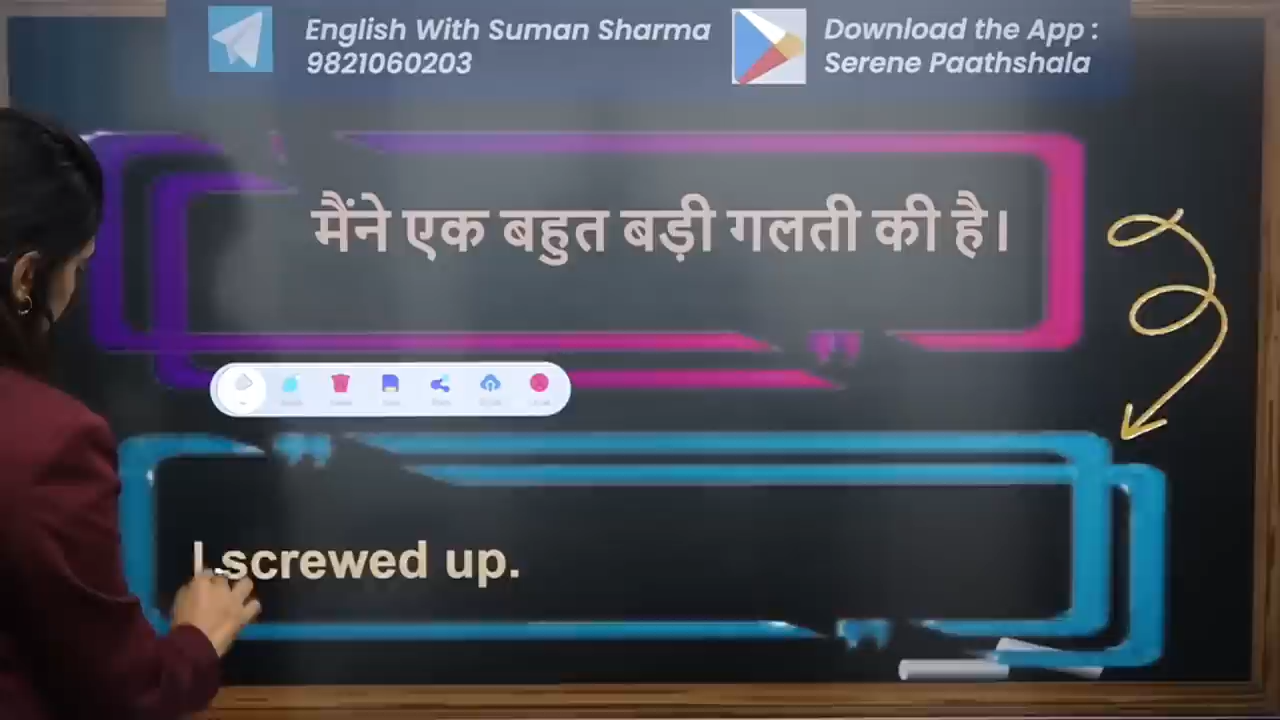 English With Suman Sharma
9821060203
Download the App :
Serene Paathshala
मैंने एक बहुत बड़ी गलती की है।
I screwed up.